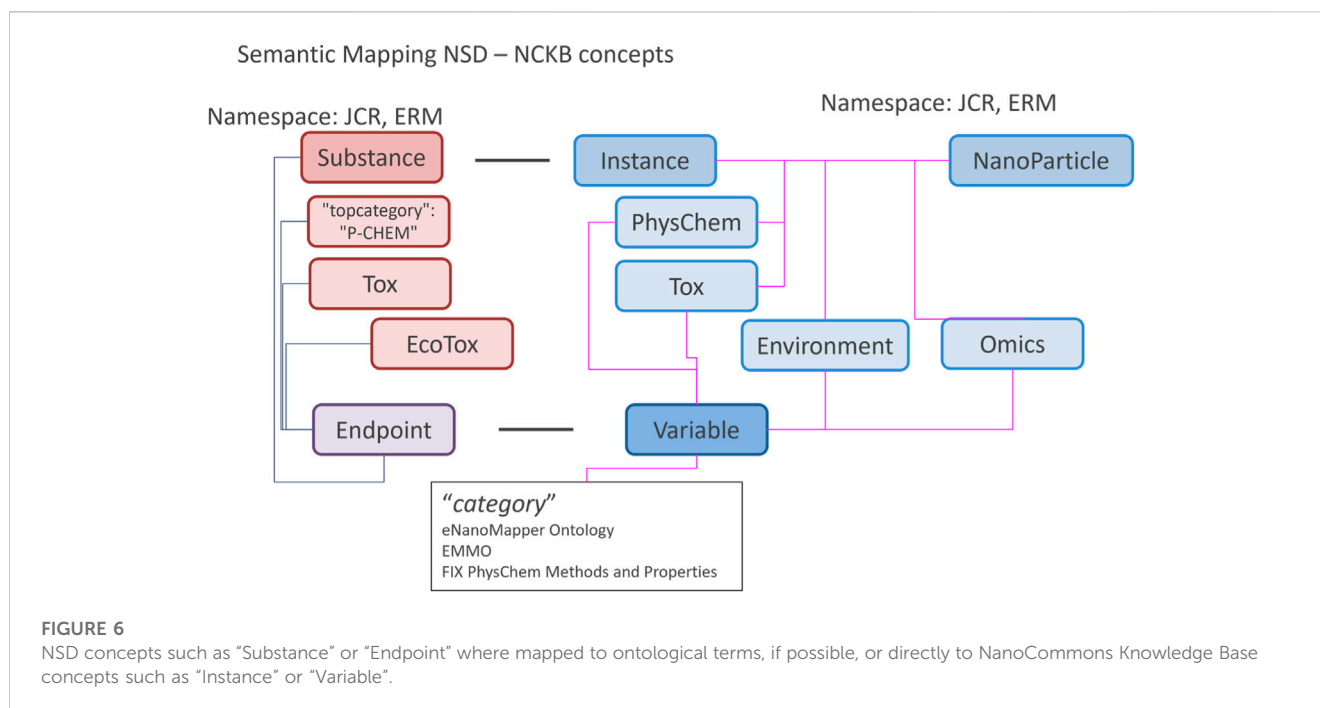 Semantic Mapping NSD – NCKB concepts
Namespace: JCR, ERM
Namespace: JCR, ERM
Substance
Instance
NanoParticle
"topcategory":
"P-CHEM"
PhysChem
Tox
Tox
EcoTox
Environment
Omics
Endpoint
Variable
“category”
eNanoMapper Ontology
EMMO
FIX PhysChem Methods and Properties
FIGURE 6
NSD concepts such as “Substance” or “Endpoint” where mapped to ontological terms, if possible, or directly to NanoCommons Knowledge Base
concepts such as “Instance” or “Variable”.